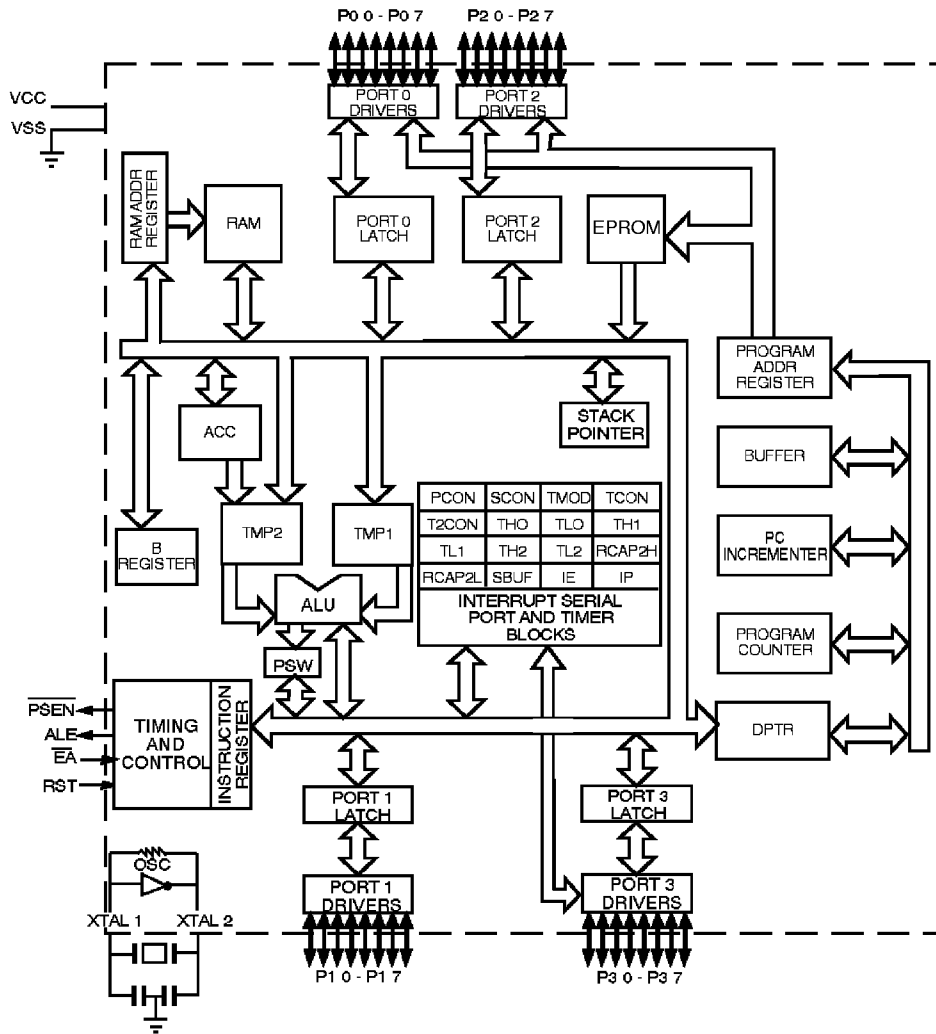 P0 0 - P0 7
P2 0 - P2 7
VCC
VSS
PORT 0
DRIVERS
PORT 2
DRIVERS
RAM ADDR
REGISTER
RAM
PORT 0
LATCH
PORT 2
LATCH
EPROM
PROGRAM
ADDR
REGISTER
ACC
STACK
POINTER
BUFFER
B
REGISTER
TMP2
TMP1
PCON SCON TMOD TCON
T2CON THO TLO TH1
TL1 TH2 TL2 RCAP2H
RCAP2L SBUF IE IP
INTERRUPT SERIAL
PORT AND TIMER
BLOCKS
PC
INCREMENTER
ALU
PSW
PROGRAM
COUNTER
PSEN
ALE
EA
RST
TIMING
AND
CONTROL
INSTRUCTION
REGISTER
DPTR
PORT 1
LATCH
PORT 3
LATCH
OSC
XTAL 1
XTAL 2
PORT 1
DRIVERS
PORT 3
DRIVERS
P1 0 - P1 7
P3 0 - P3 7